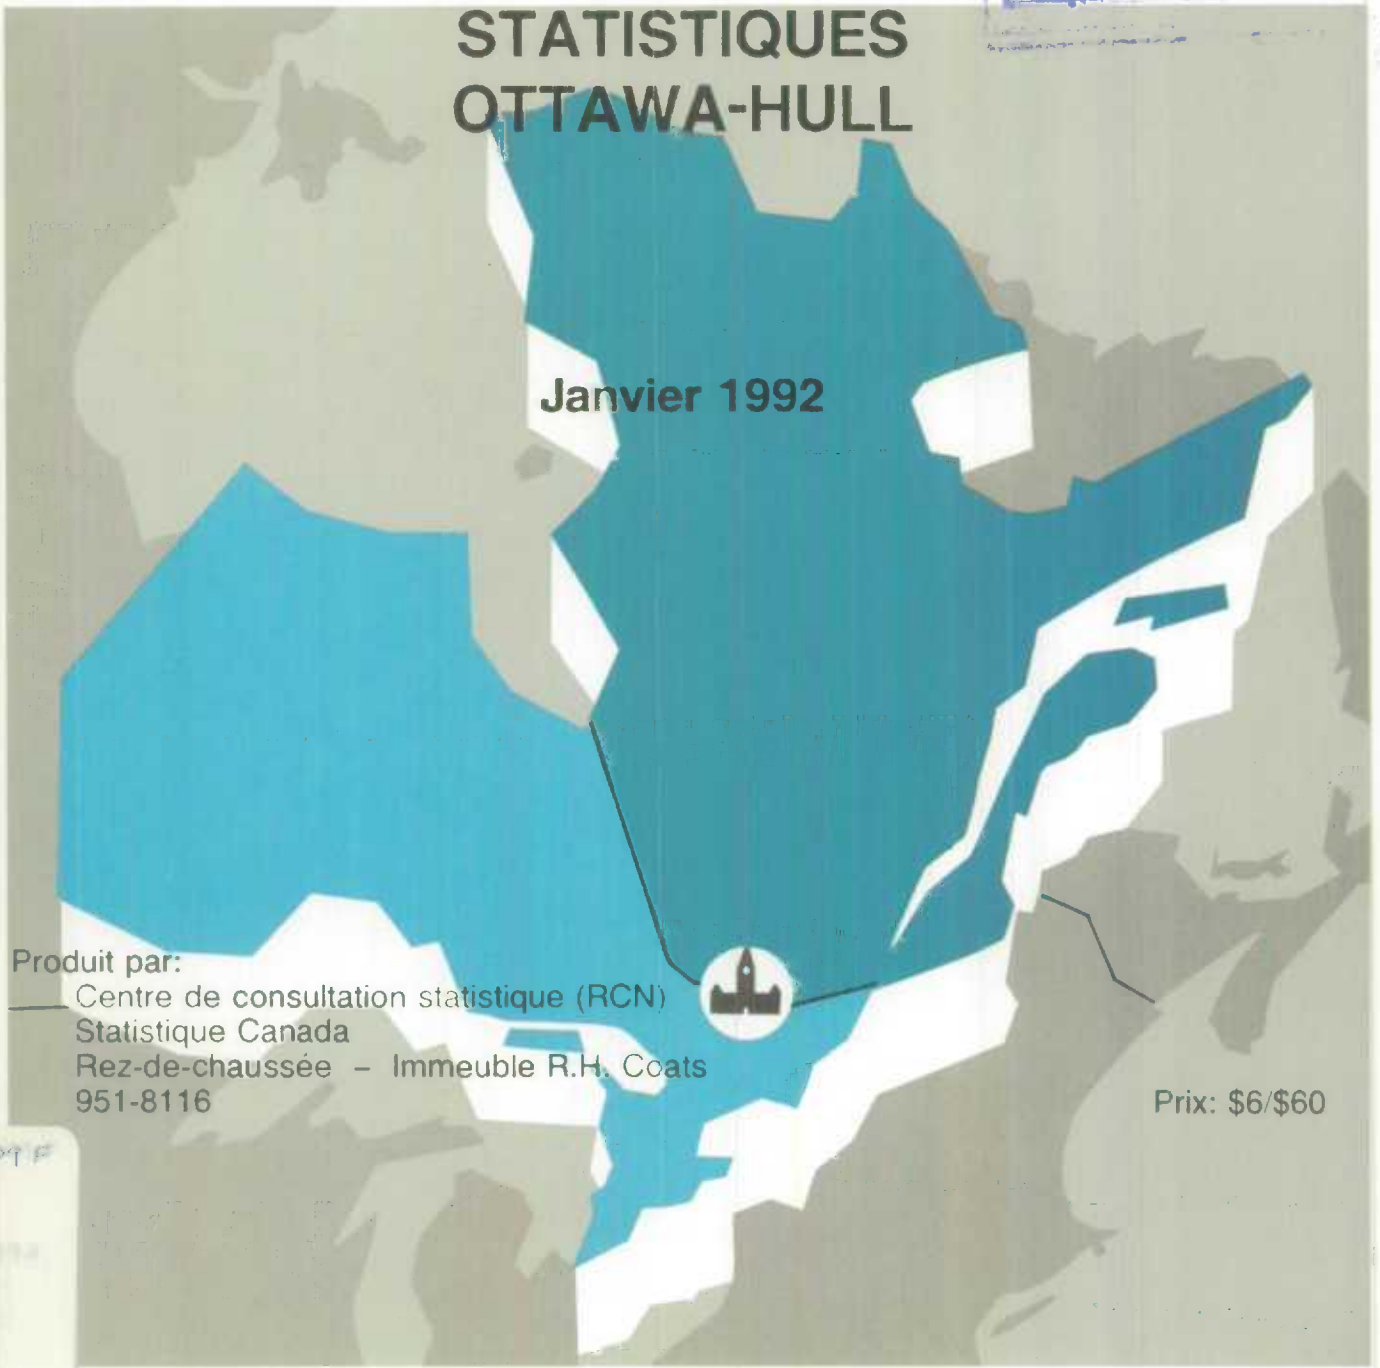 STATISTIQUES
OTTAWA-HULL
Janvier 1992
Produit par:
Centre de consultation statistique (RCN)
Statistique Canada
Rez-de-chaussée – Immeuble R.H. Coats
951-8116
Prix: $6/$60